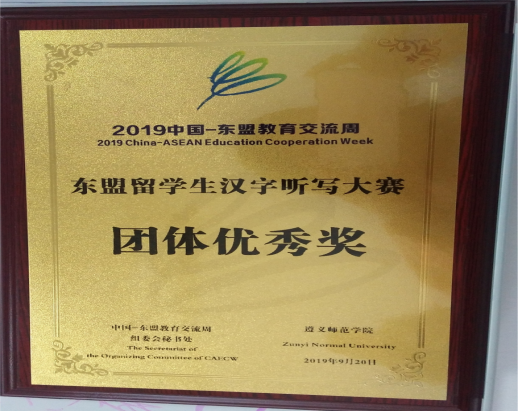 2019中国-东盟教育交流周
2019 China-ASEAN Education Cooperation Week
东盟留学生汉字听写大赛
团体优秀奖
中国-东盟教育交流周
组委会秘书处
The Secretariat of
the Organizing Committee of CAECW
遵义师范学院
Zunyi Normal University
2019年9月20日